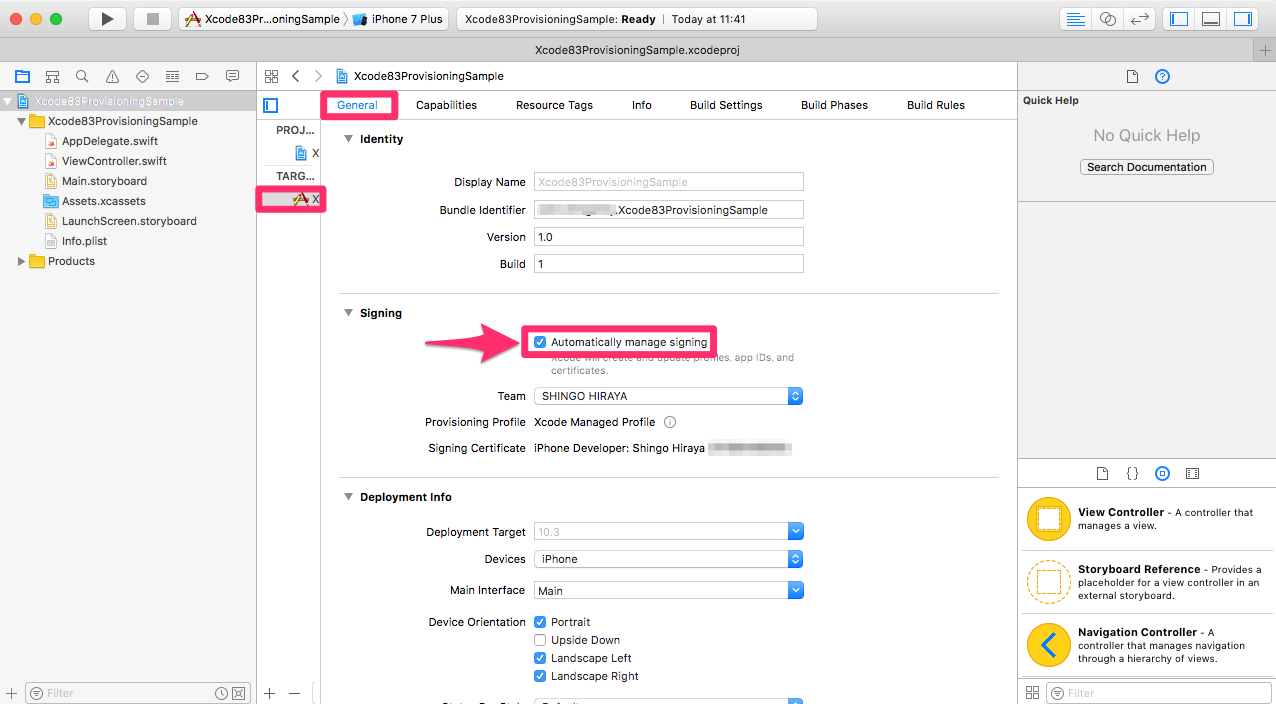 Xcode83Pr...oningSample
iPhone 7 Plus
Xcode83ProvisioningSample: Ready | Today at 11:41
Xcode83ProvisioningSample.xcodeproj
Xcode83ProvisioningSample
Xcode83ProvisioningSample
AppDelegate.swift
ViewController.swift
Main.storyboard
Assets.xcassets
LaunchScreen.storyboard
Info.plist
Products
Filter
Xcode83ProvisioningSample
General
Capabilities
Resource Tags
Info
Build Settings
Build Phases
Build Rules
PROJ...
X
TARG...
X
Identity
Display Name Xcode83ProvisioningSample
Bundle Identifier .Xcode83ProvisioningSample
Version 1.0
Build 1
Signing
Automatically manage signing
Xcode will create and update profiles, app IDs, and
certificates.
Team SHINGO HIRAYA
Provisioning Profile Xcode Managed Profile
Signing Certificate iPhone Developer: Shingo Hiraya
Deployment Info
Deployment Target 10.3
Devices iPhone
Main Interface Main
Device Orientation Portrait
Upside Down
Landscape Left
Landscape Right
Quick Help
No Quick Help
Search Documentation
View Controller - A controller that
manages a view.
Storyboard Reference - Provides a
placeholder for a view controller in an
external storyboard.
Navigation Controller - A
controller that manages navigation
through a hierarchy of views.
Filter